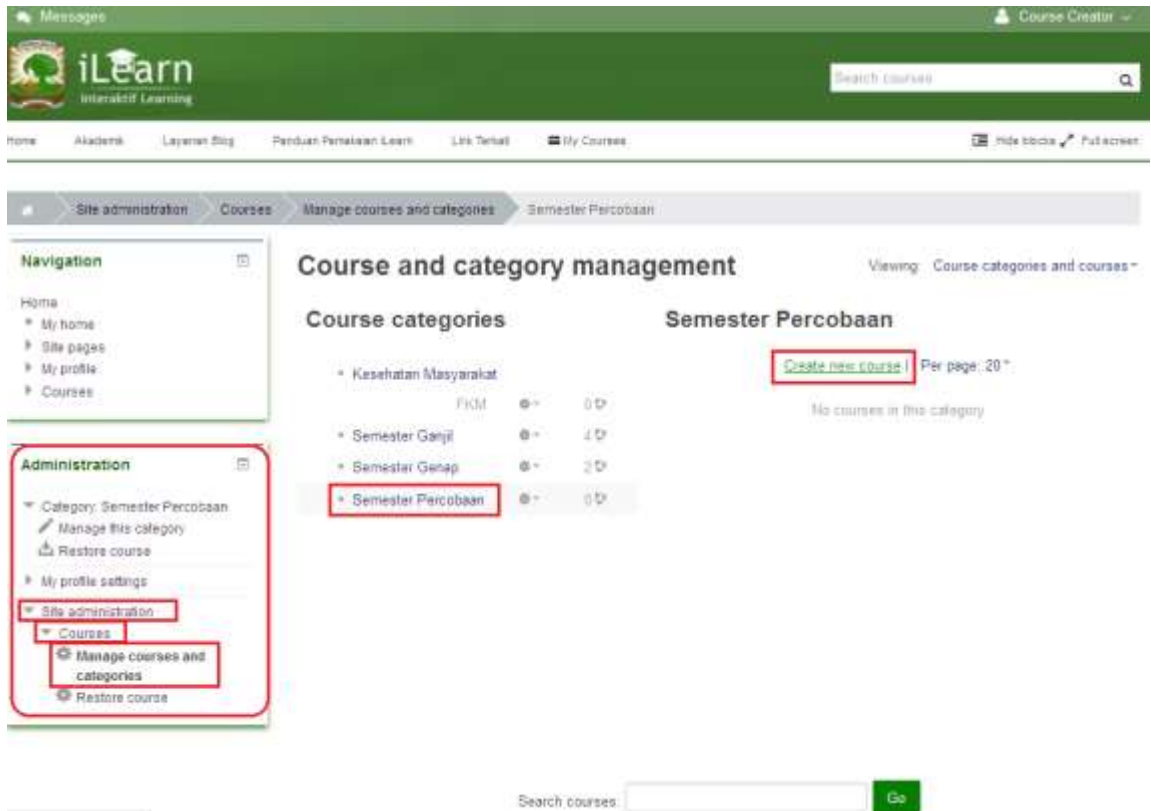 Messages
Course Creator
iLearn
Interaktif Learning
Search courses
Home Akademik Layanan Blog Panduan Pemakaian iLearn Link Terkait My Courses
Hide blocks Full screen
Site administration Courses Manage courses and categories Semester Percobaan
Navigation
Home
My home
Site pages
My profile
Courses
Administration
Category: Semester Percobaan
Manage this category
Restore course
My profile settings
Site administration
Courses
Manage courses and
categories
Restore course
Course and category management
Viewing: Course categories and courses
Course categories
Kesehatan Masyarakat
FKM 0
Semester Ganjil 4
Semester Genap 2
Semester Percobaan 0
Semester Percobaan
Create new course | Per page: 20
No courses in this category
Search courses: Go